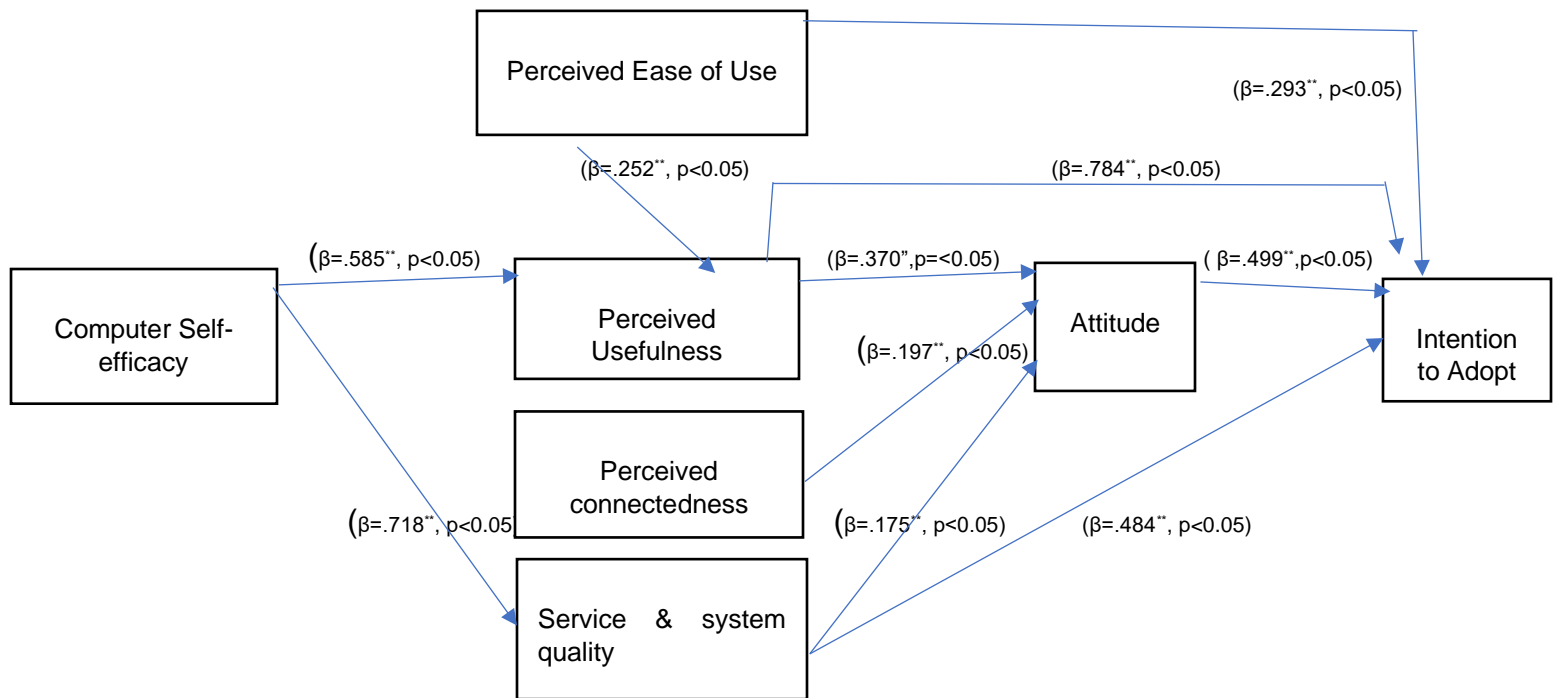 Perceived Ease of Use
(β=.293**, p<0.05)
(β=.252**, p<0.05)
(β=.784**, p<0.05)
(β=.585**, p<0.05)
(β=.370”,p=<0.05)
( β=.499**,p<0.05)
Computer Self-
efficacy
Perceived
Usefulness
Attitude
Intention
to Adopt
(β=.197**, p<0.05)
Perceived
connectedness
(β=.718**, p<0.05
(β=.175**, p<0.05)
(β=.484**, p<0.05)
Service & system
quality